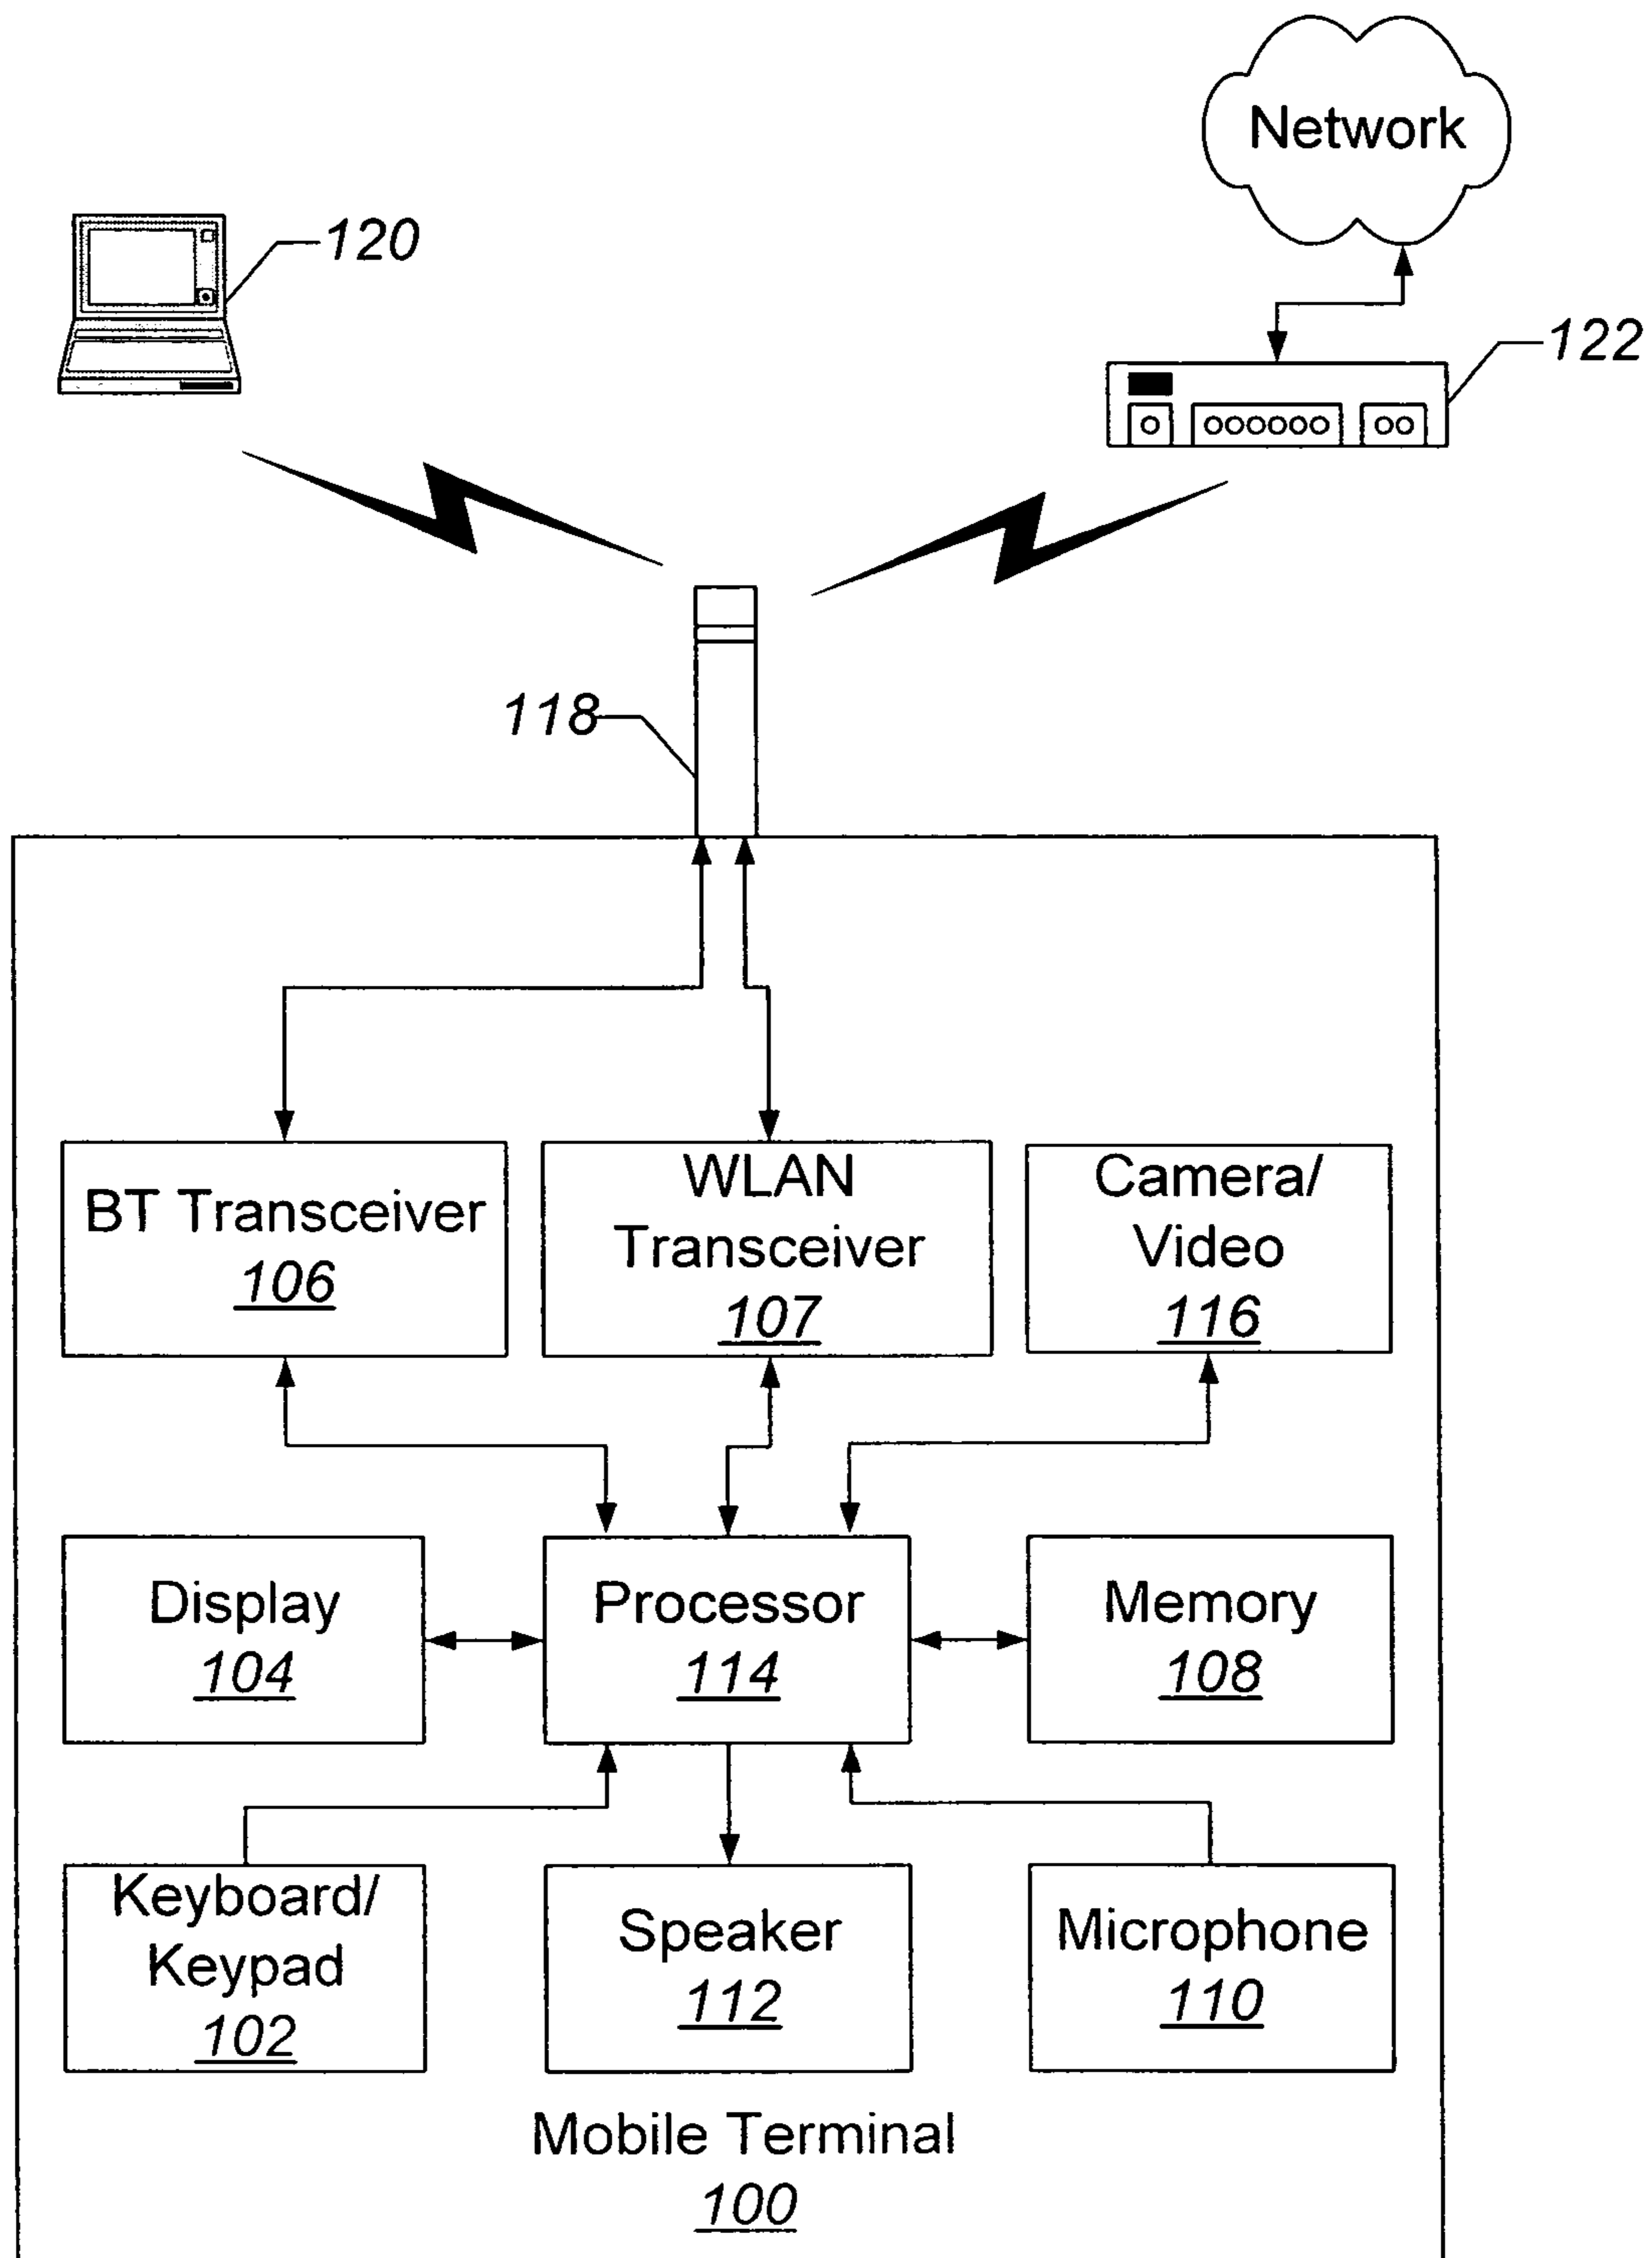 Network
120
122
118
BT Transceiver
106
WLAN
Transceiver
107
Camera/
Video
116
Display
104
Processor
114
Memory
108
Keyboard/
Keypad
102
Speaker
112
Microphone
110
Mobile Terminal
100